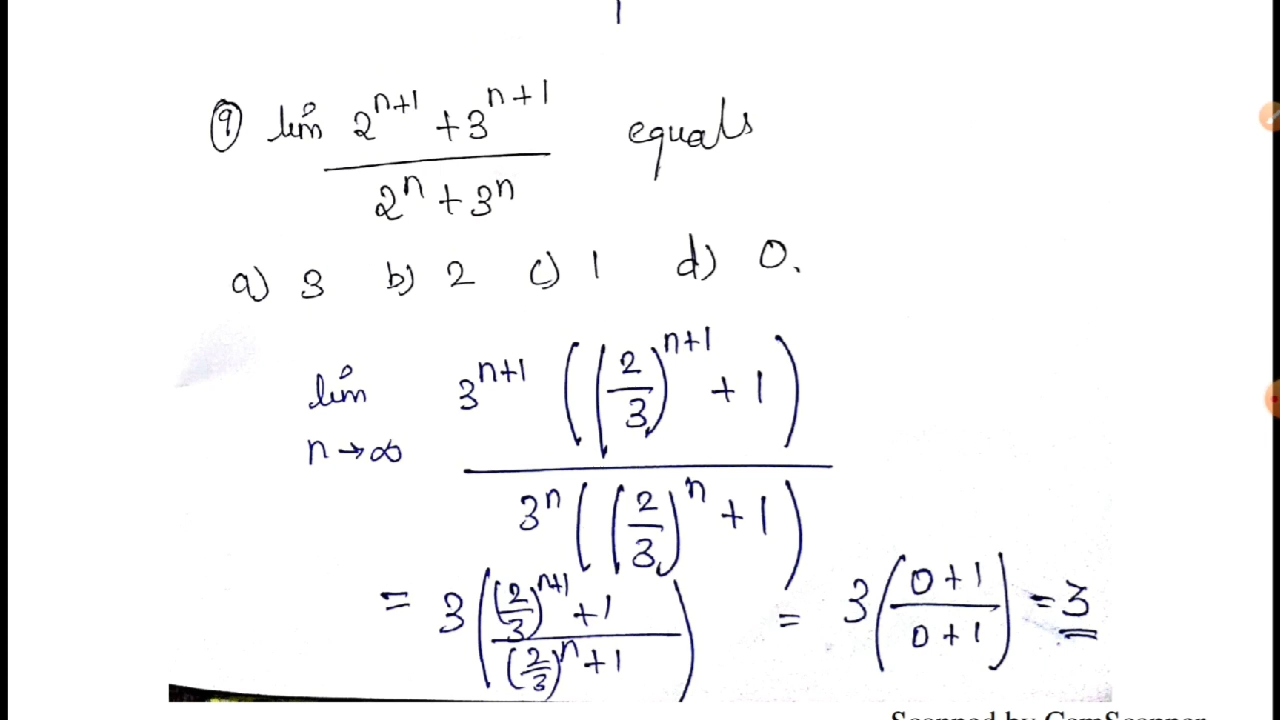 ⑨ lim 2^{n+1} + 3^{n+1} equals
2^n + 3^n
a) 3 b) 2 c) 1 d) 0.
lim 3^{n+1} ((2/3)^{n+1} + 1)
n→∞
3^n ((2/3)^n + 1)
= 3 (((2/3)^{n+1} + 1)/((2/3)^n + 1)) = 3 ((0+1)/(0+1)) = 3